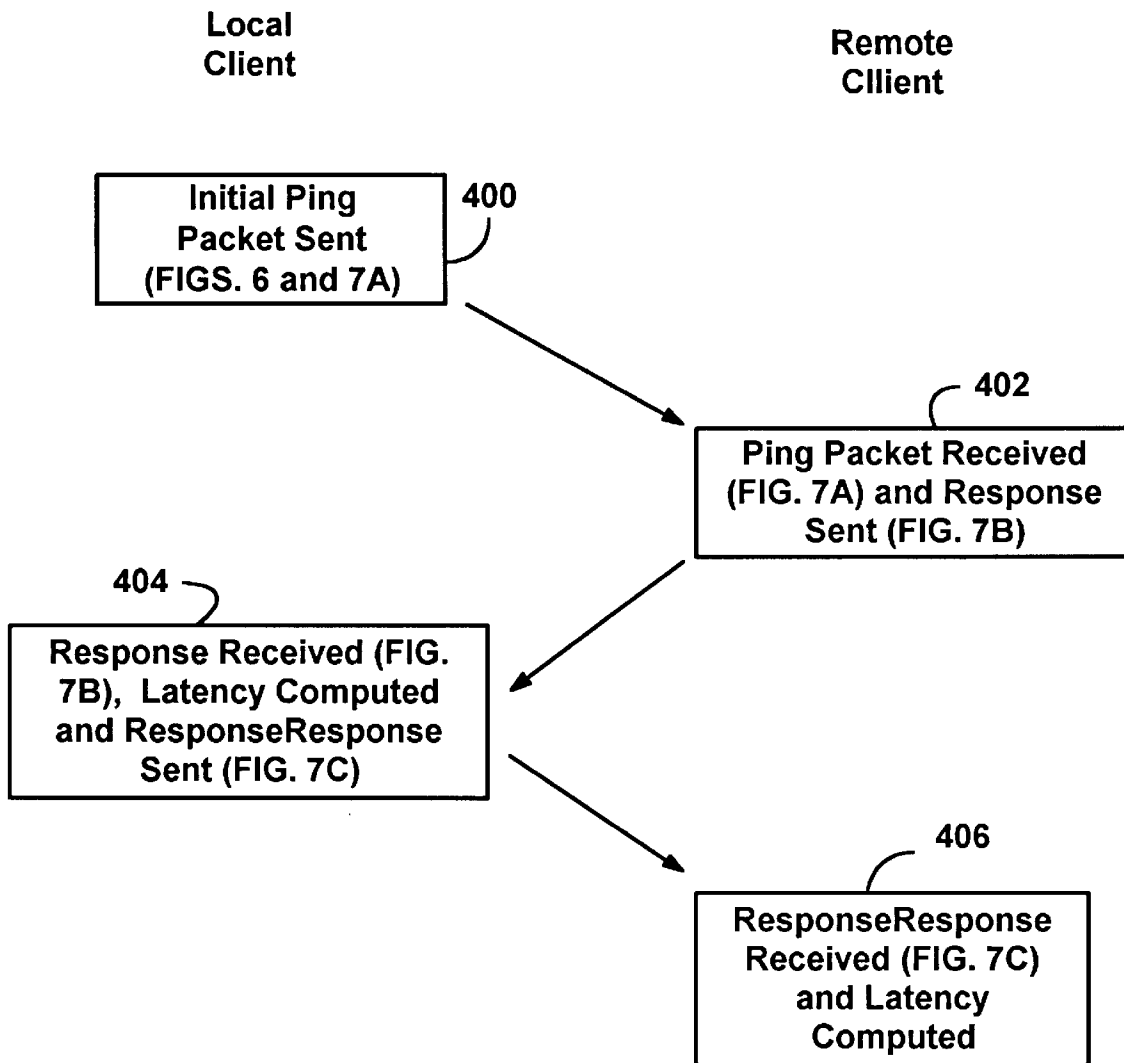 Local
Client
Remote
Cllient
Initial Ping
Packet Sent
(FIGS. 6 and 7A)
400
402
Ping Packet Received
(FIG. 7A) and Response
Sent (FIG. 7B)
404
Response Received (FIG.
7B), Latency Computed
and ResponseResponse
Sent (FIG. 7C)
406
ResponseResponse
Received (FIG. 7C)
and Latency
Computed